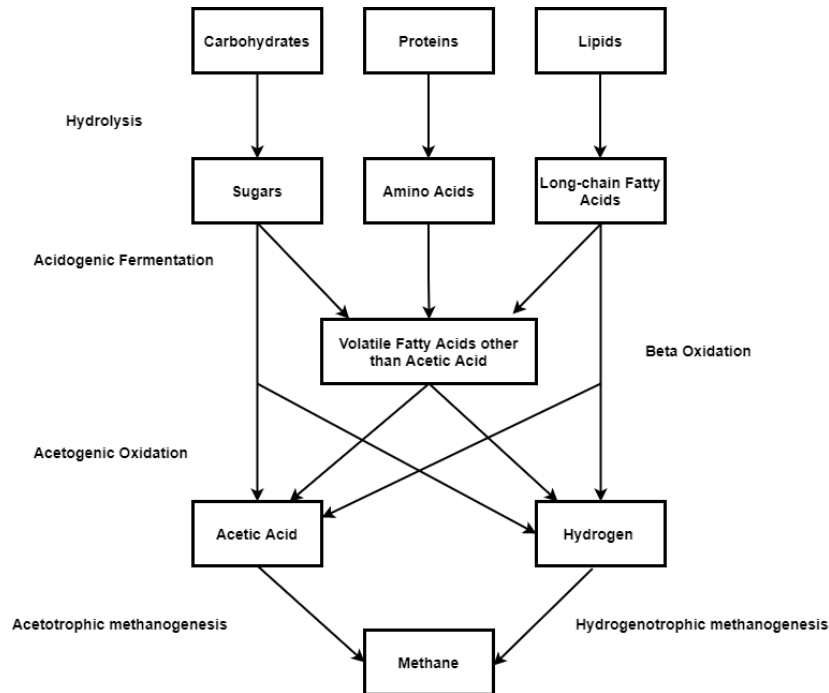 Carbohydrates
Proteins
Lipids
Hydrolysis
Sugars
Amino Acids
Long-chain Fatty
Acids
Acidogenic Fermentation
Volatile Fatty Acids other
than Acetic Acid
Beta Oxidation
Acetogenic Oxidation
Acetic Acid
Hydrogen
Acetotrophic methanogenesis
Hydrogenotrophic methanogenesis
Methane